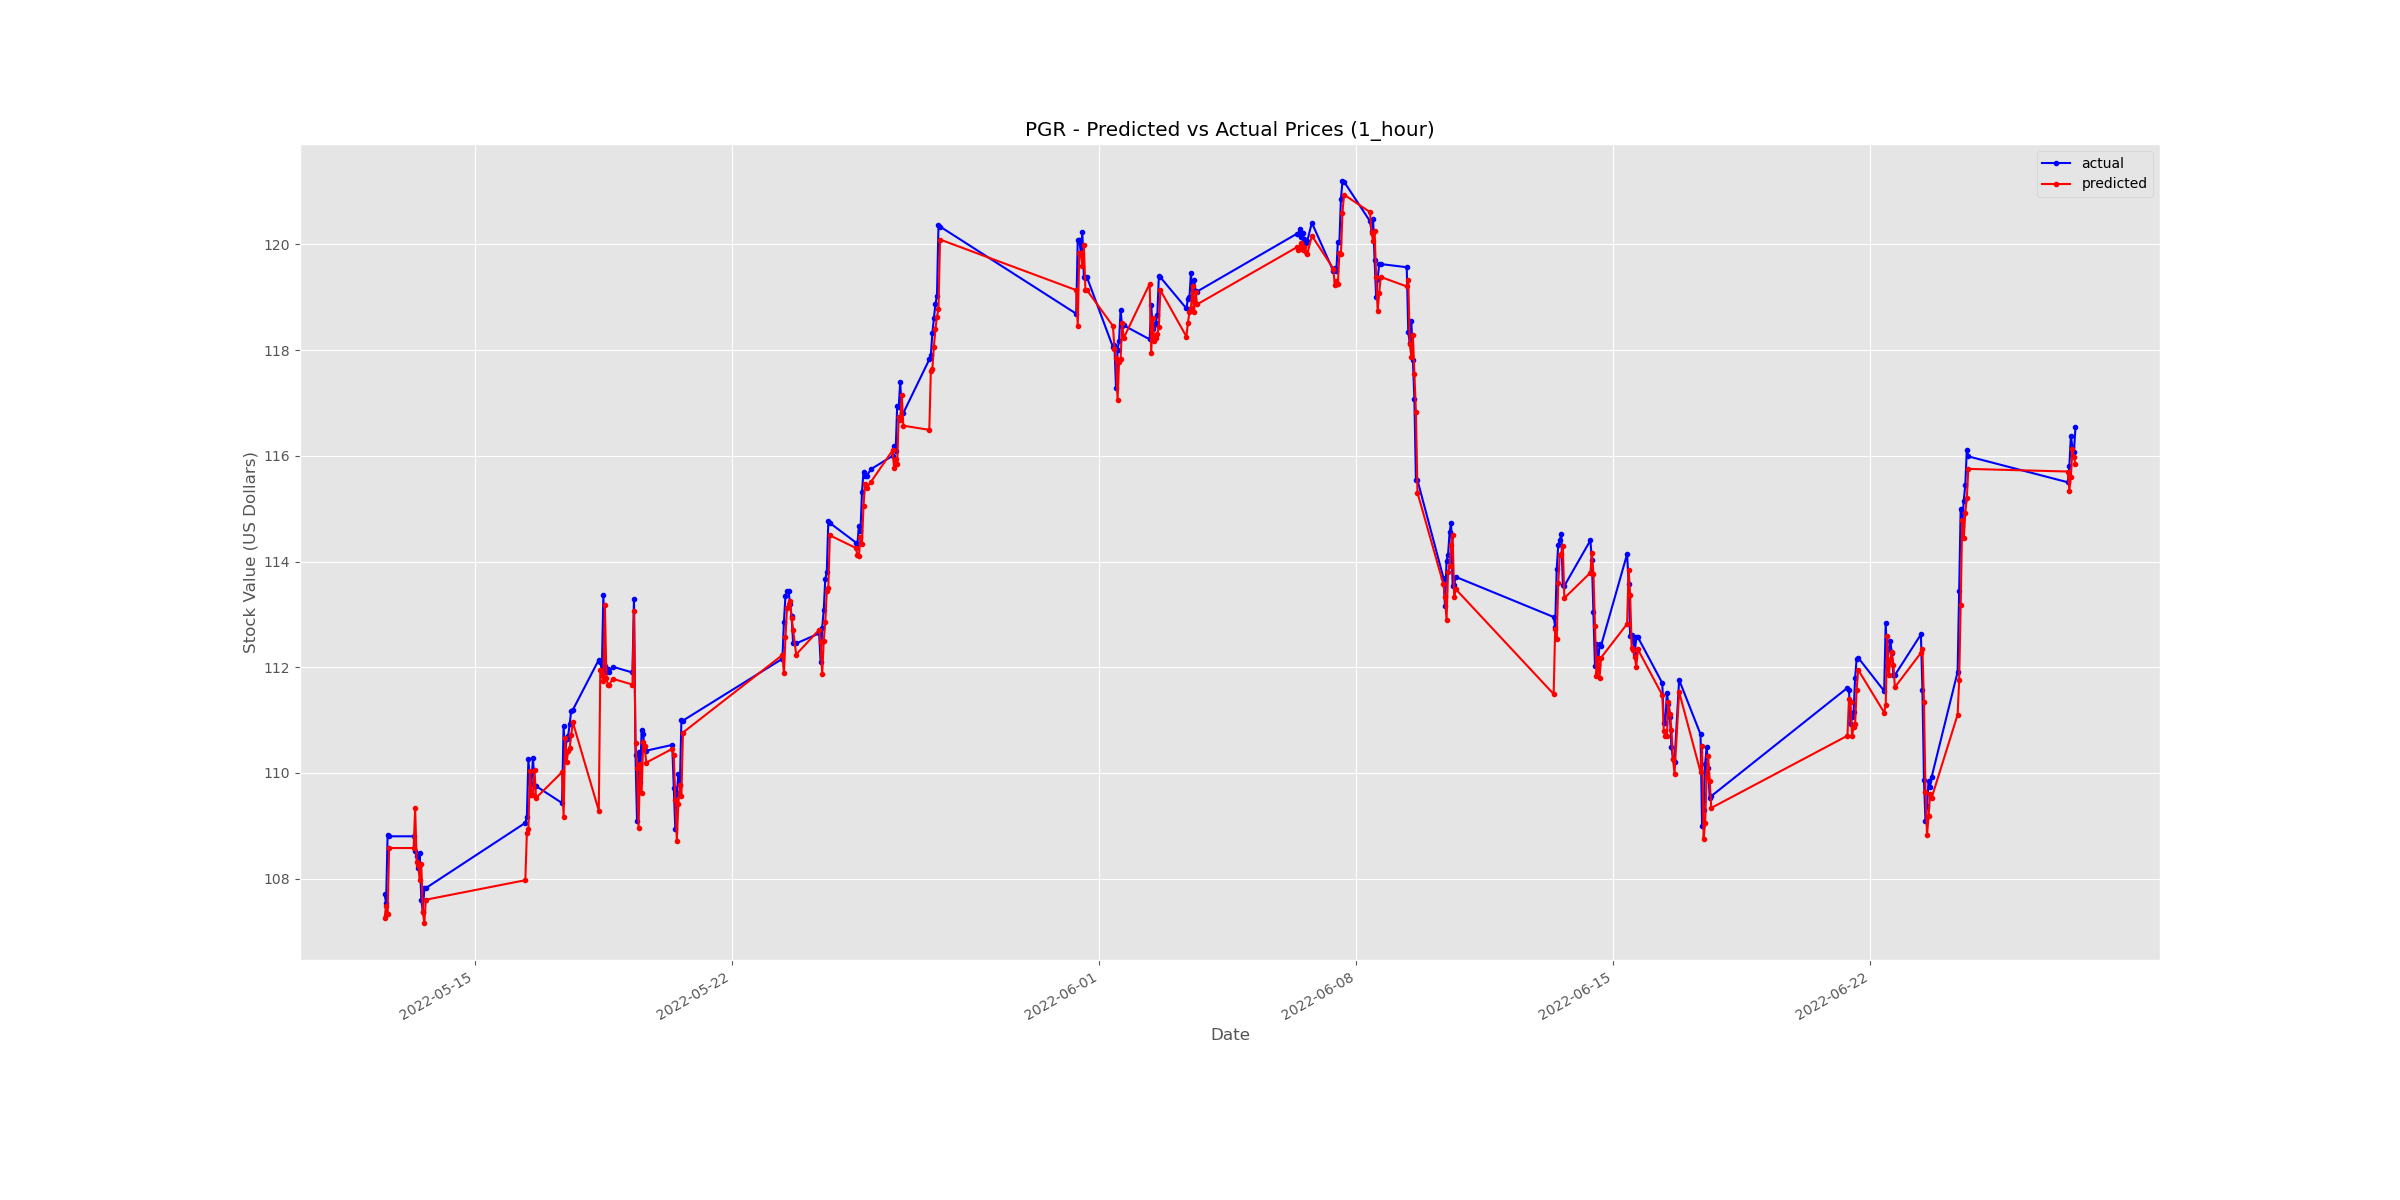 PGR - Predicted vs Actual Prices (1_hour)
actual
predicted
120
118
116
114
112
110
108
Stock Value (US Dollars)
2022-05-15
2022-05-22
2022-06-01
2022-06-08
2022-06-15
2022-06-22
Date